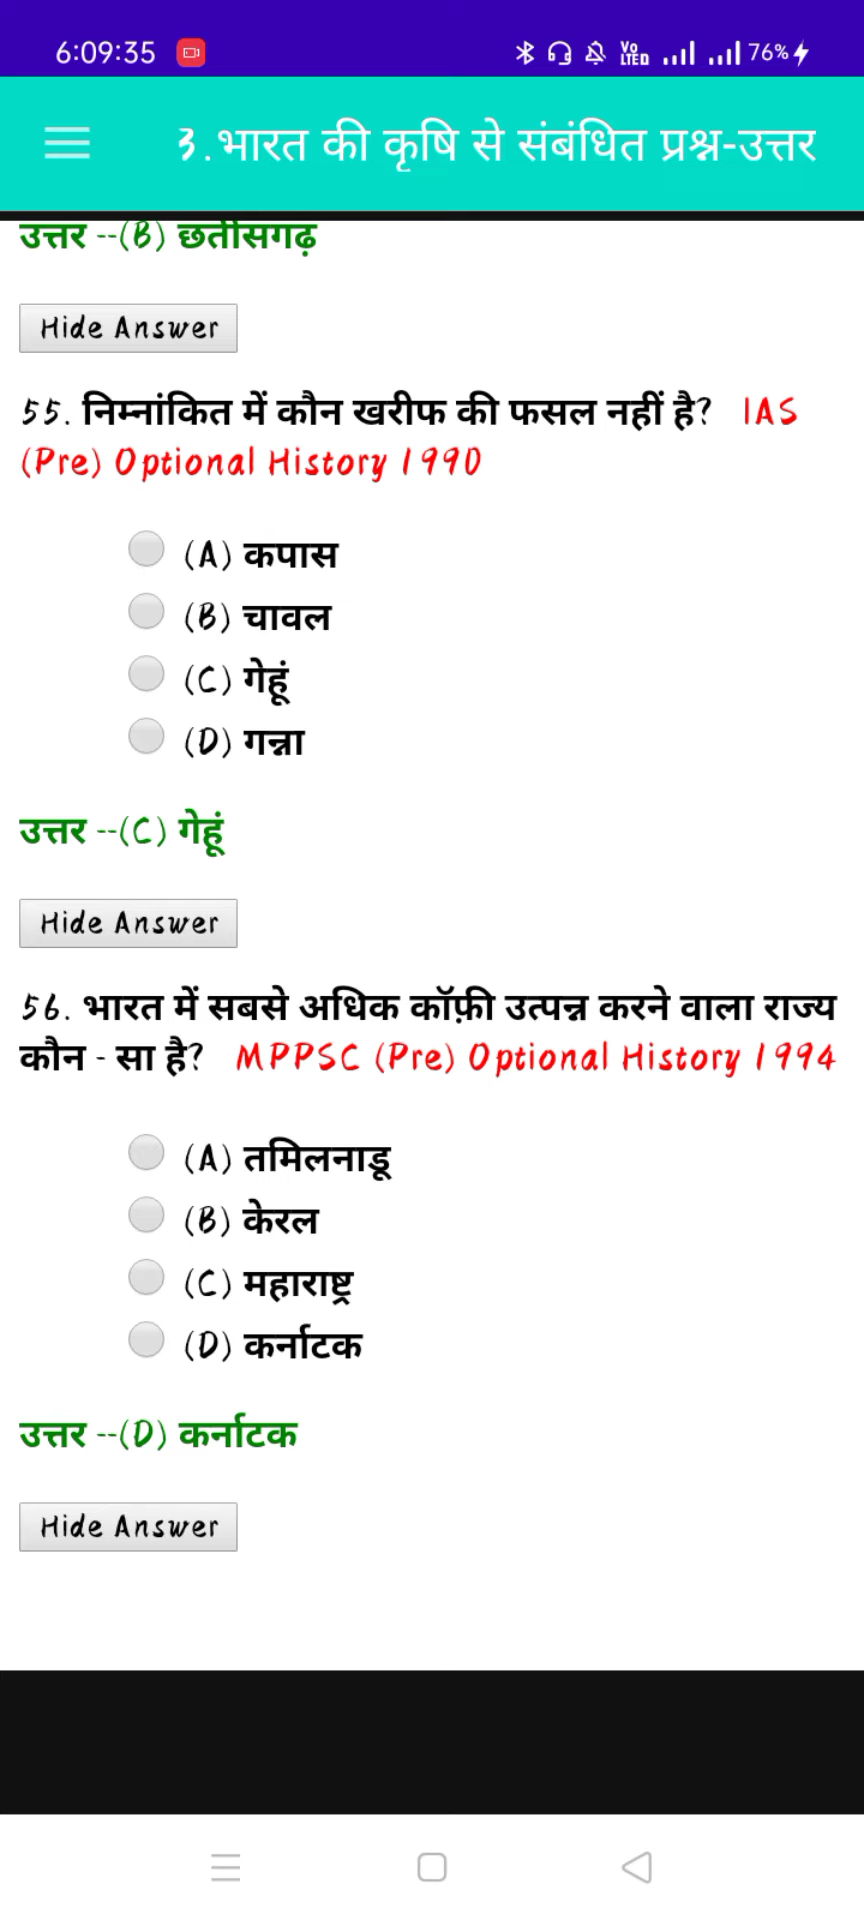 6:09:35 VO LTED 76%
3.भारत की कृषि से संबंधित प्रश्न-उत्तर
उत्तर --(B) छतीसगढ़
Hide Answer
55. निम्नांकित में कौन खरीफ की फसल नहीं है? IAS
(Pre) Optional History 1990
(A) कपास
(B) चावल
(C) गेहूं
(D) गन्ना
उत्तर --(C) गेहूं
Hide Answer
56. भारत में सबसे अधिक कॉफ़ी उत्पन्न करने वाला राज्य
कौन - सा है? MPPSC (Pre) Optional History 1994
(A) तमिलनाडू
(B) केरल
(C) महाराष्ट्र
(D) कर्नाटक
उत्तर --(D) कर्नाटक
Hide Answer